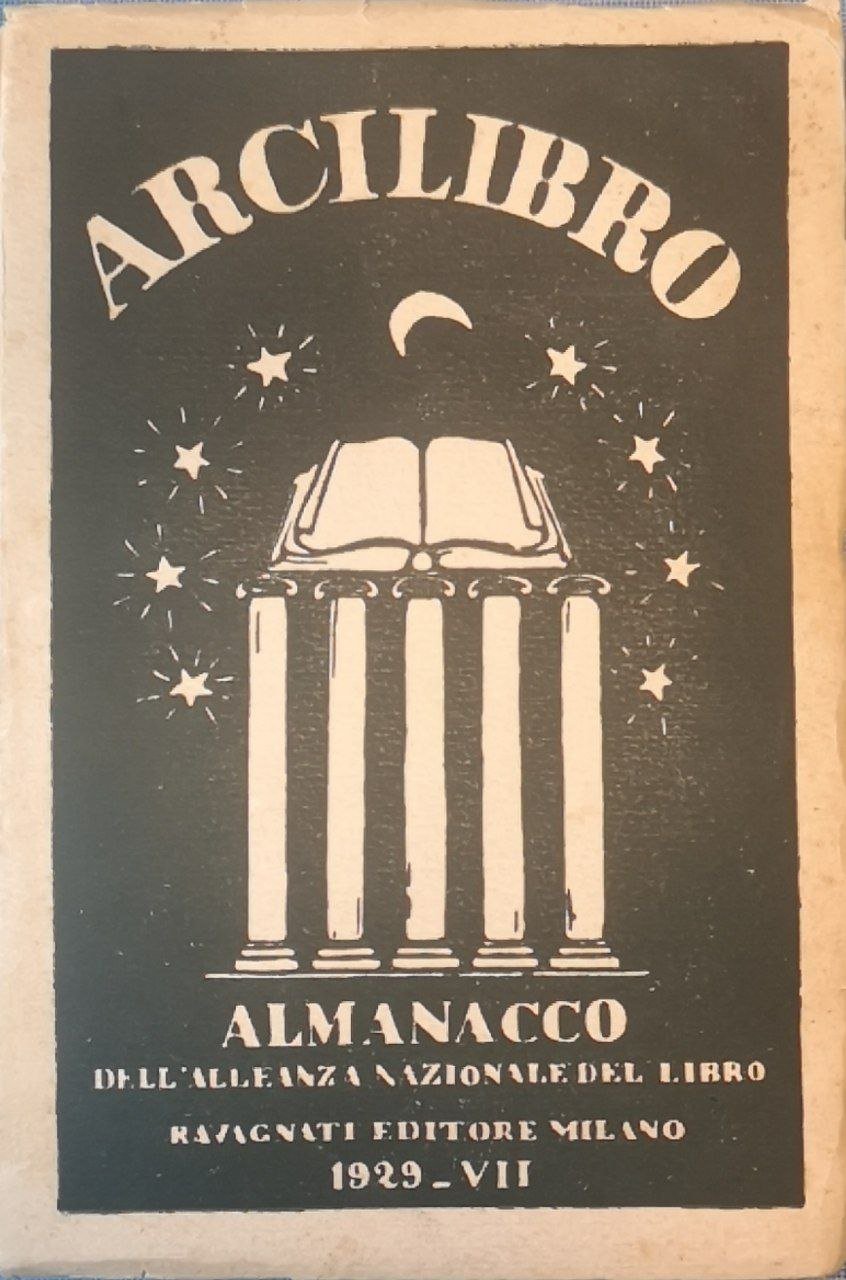 ARCILIBRO
ALMANACCO
DELL'ALLEANZA NAZIONALE DEL LIBRO
RAVAGNATI EDITORE MILANO
1929_VII